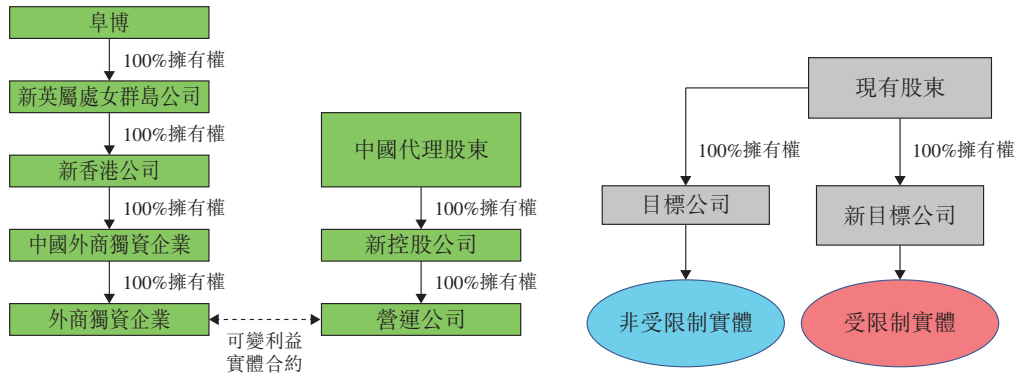 阜博
100%擁有權
新英屬處女群島公司
100%擁有權
新香港公司
100%擁有權
中國外商獨資企業
100%擁有權
外商獨資企業
可變利益
實體合約
中國代理股東
100%擁有權
新控股公司
100%擁有權
營運公司
現有股東
100%擁有權
100%擁有權
目標公司
新目標公司
非受限制實體
受限制實體